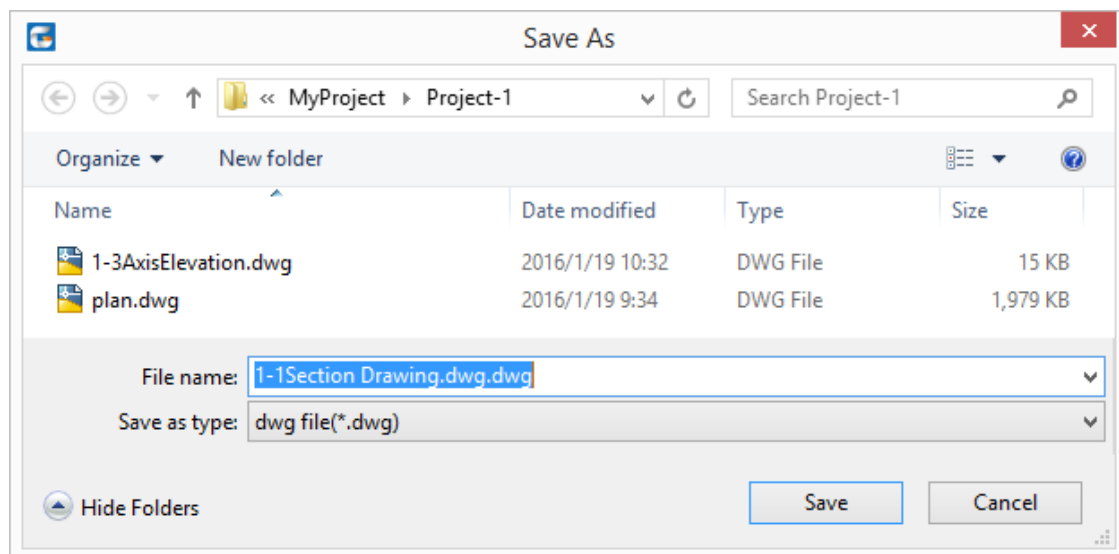 Save As
« MyProject Project-1
Search Project-1
Organize New folder
Name Date modified Type Size
1-3AxisElevation.dwg 2016/1/19 10:32 DWG File 15 KB
plan.dwg 2016/1/19 9:34 DWG File 1,979 KB
File name: 1-1Section Drawing.dwg.dwg
Save as type: dwg file(*.dwg)
Hide Folders Save Cancel